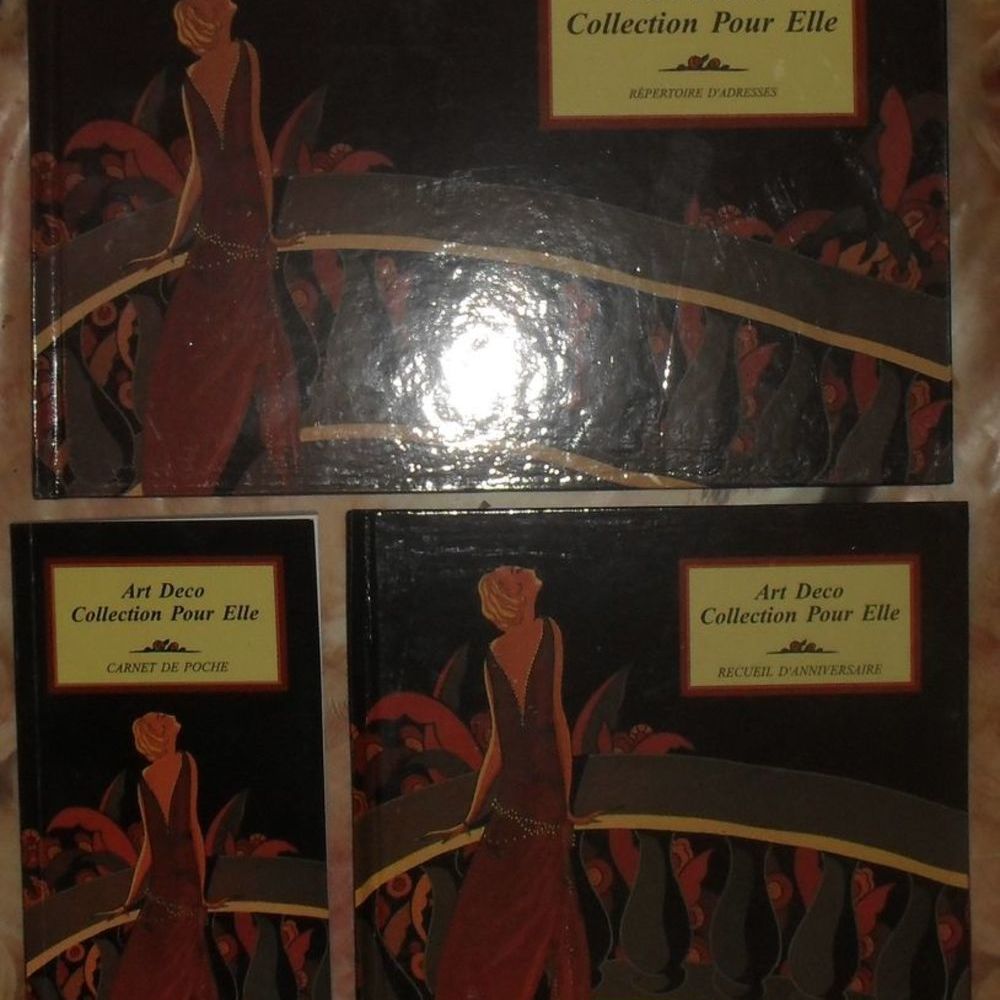 Collection Pour Elle
RÉPERTOIRE D'ADRESSES
Art Deco
Collection Pour Elle
CARNET DE POCHE
Art Deco
Collection Pour Elle
RECUEIL D'ANNIVERSAIRE